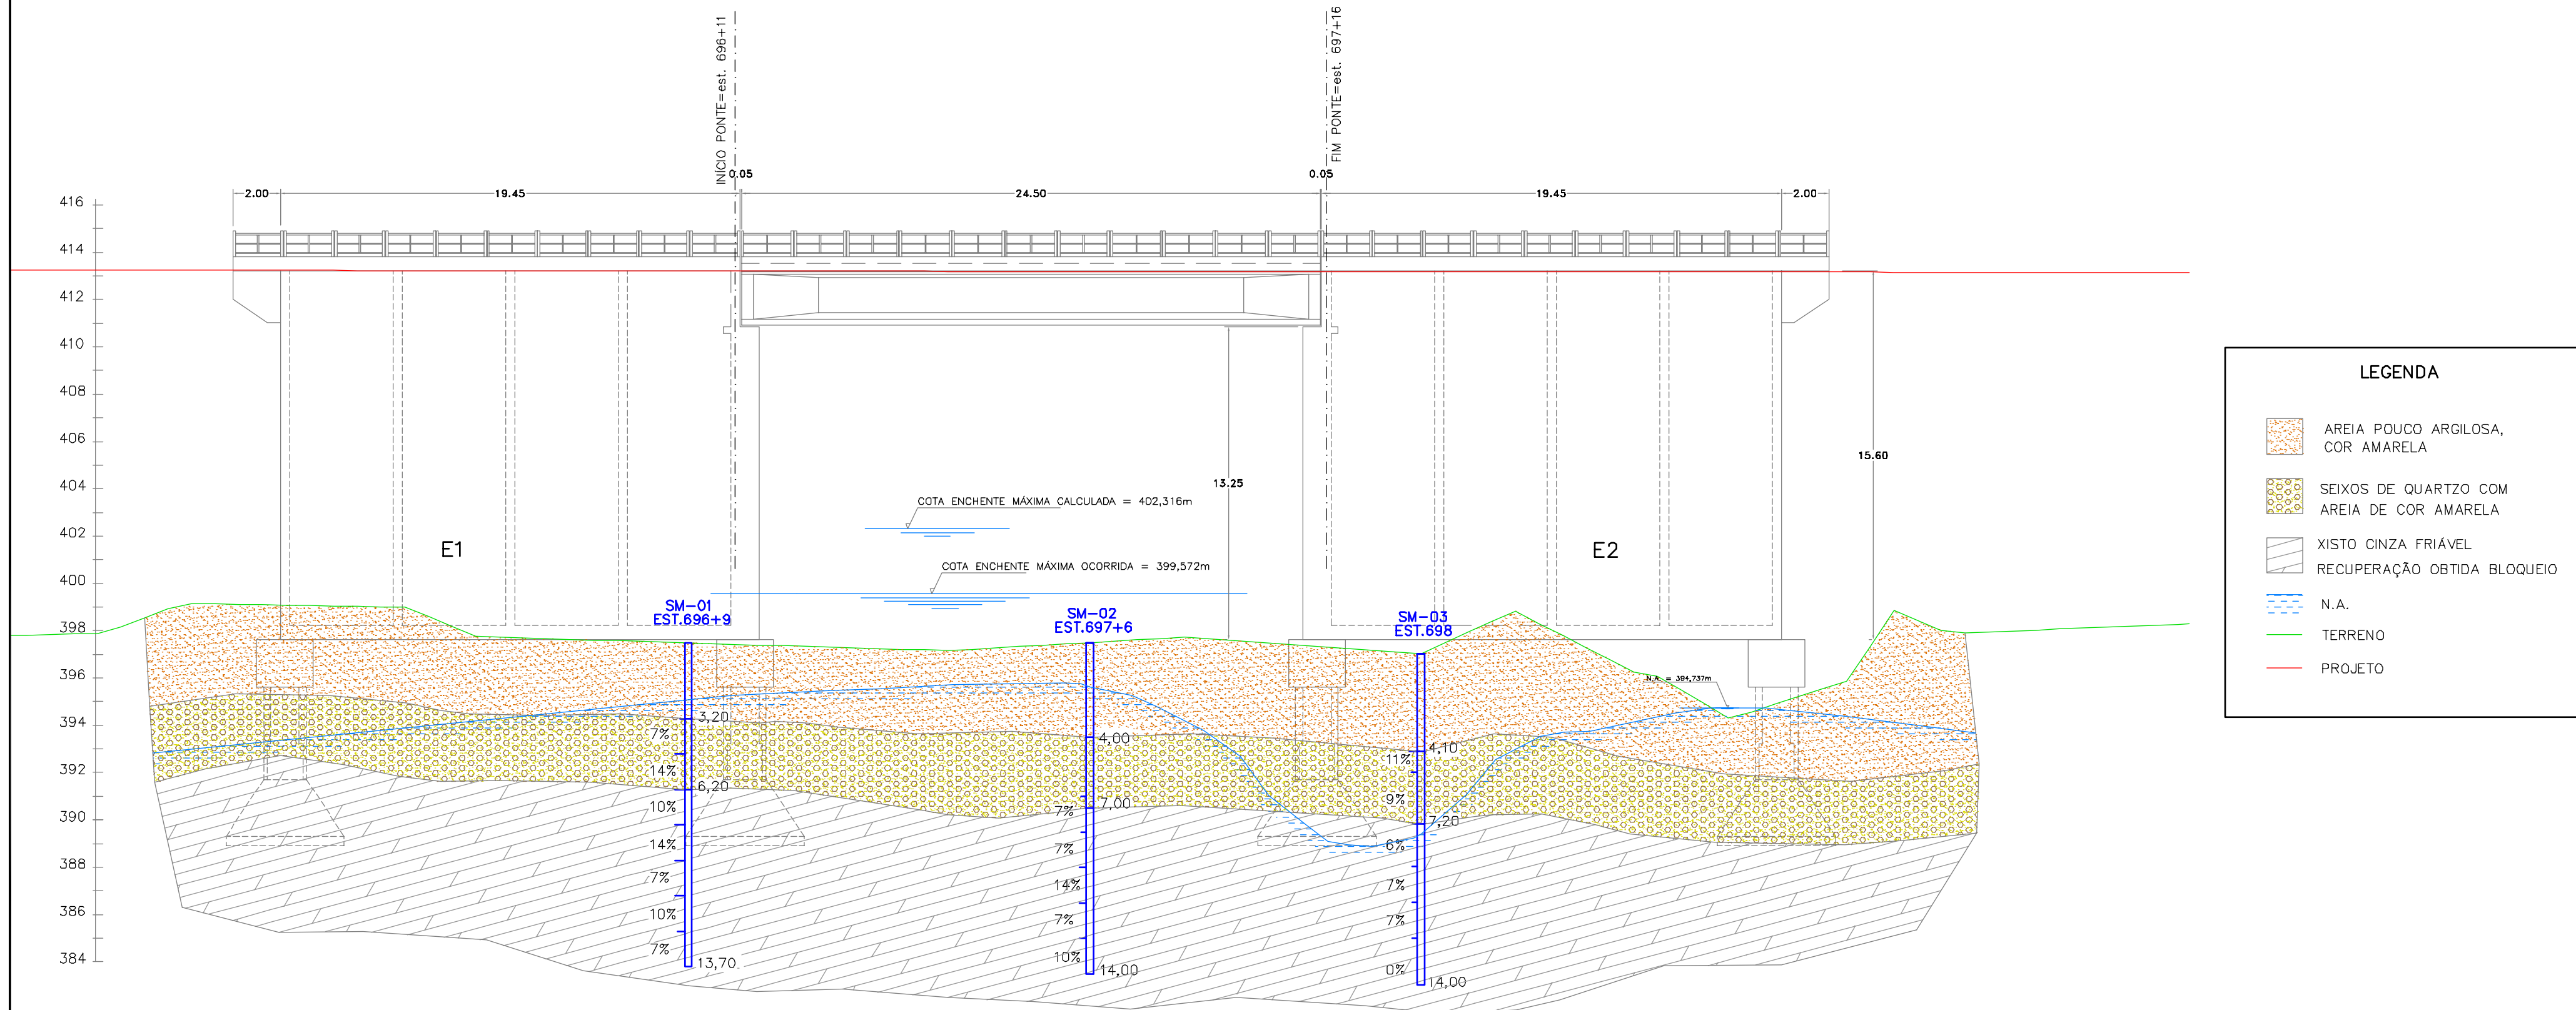 INÍCIO PONTE=est. 696+11
FIM PONTE=est. 697+16
2.00
19.45
0.05
24.50
0.05
19.45
2.00
416
414
412
410
408
406
404
402
400
398
396
394
392
390
388
386
384
13.25
15.60
COTA ENCHENTE MÁXIMA CALCULADA = 402,316m
COTA ENCHENTE MÁXIMA OCORRIDA = 399,572m
E1
E2
SM-01
EST.696+9
3,20
7%
14%
6,20
10%
14%
7%
10%
7%
13,70
SM-02
EST.697+6
4,00
7,00
7%
7%
14%
7%
10%
14,00
SM-03
EST.698
4,10
11%
9%
7,20
6%
7%
7%
0%
14,00
N.A. = 394,737m
LEGENDA
AREIA POUCO ARGILOSA,
COR AMARELA
SEIXOS DE QUARTZO COM
AREIA DE COR AMARELA
XISTO CINZA FRIÁVEL
RECUPERAÇÃO OBTIDA BLOQUEIO
N.A.
TERRENO
PROJETO